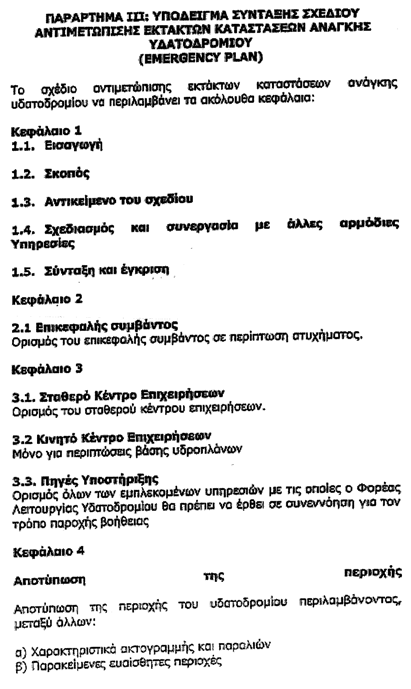 ΠΑΡΑΡΤΗΜΑ ΙΙΙ: ΥΠΟΔΕΙΓΜΑ ΣΥΝΤΑΞΗΣ ΣΧΕΔΙΟΥ
ΑΝΤΙΜΕΤΩΠΙΣΗΣ ΕΚΤΑΚΤΩΝ ΚΑΤΑΣΤΑΣΕΩΝ ΑΝΑΓΚΗΣ
ΥΔΑΤΟΔΡΟΜΙΟΥ
(EMERGENCY PLAN)
Το σχέδιο αντιμετώπισης εκτάκτων καταστάσεων ανάγκης
υδατοδρομίου να περιλαμβάνει τα ακόλουθα κεφάλαια:
Κεφάλαιο 1
1.1. Εισαγωγή
1.2. Σκοπός
1.3. Αντικείμενο του σχεδίου
1.4. Σχεδιασμός και συνεργασία με άλλες αρμόδιες
Υπηρεσίες
1.5. Σύνταξη και έγκριση
Κεφάλαιο 2
2.1 Επικεφαλής συμβάντος
Ορισμός του επικεφαλής συμβάντος σε περίπτωση ατυχήματος.
Κεφάλαιο 3
3.1. Σταθερό Κέντρο Επιχειρήσεων
Ορισμός του σταθερού κέντρου επιχειρήσεων.
3.2 Κινητό Κέντρο Επιχειρήσεων
Μόνο για περιπτώσεις βάσης υδροπλάνων
3.3. Πηγές Υποστήριξης
Ορισμός όλων των εμπλεκομένων υπηρεσιών με τις οποίες ο Φορέας
Λειτουργίας Υδατοδρομίου θα πρέπει να έρθει σε συνεννόηση για τον
τρόπο παροχής βοήθειας
Κεφάλαιο 4
Αποτύπωση της περιοχής
Αποτύπωση της περιοχής του υδατοδρομίου περιλαμβάνοντας,
μεταξύ άλλων:
α) Χαρακτηριστικά ακτογραμμής και παραλιών
β) Παρακείμενες ευαίσθητες περιοχές